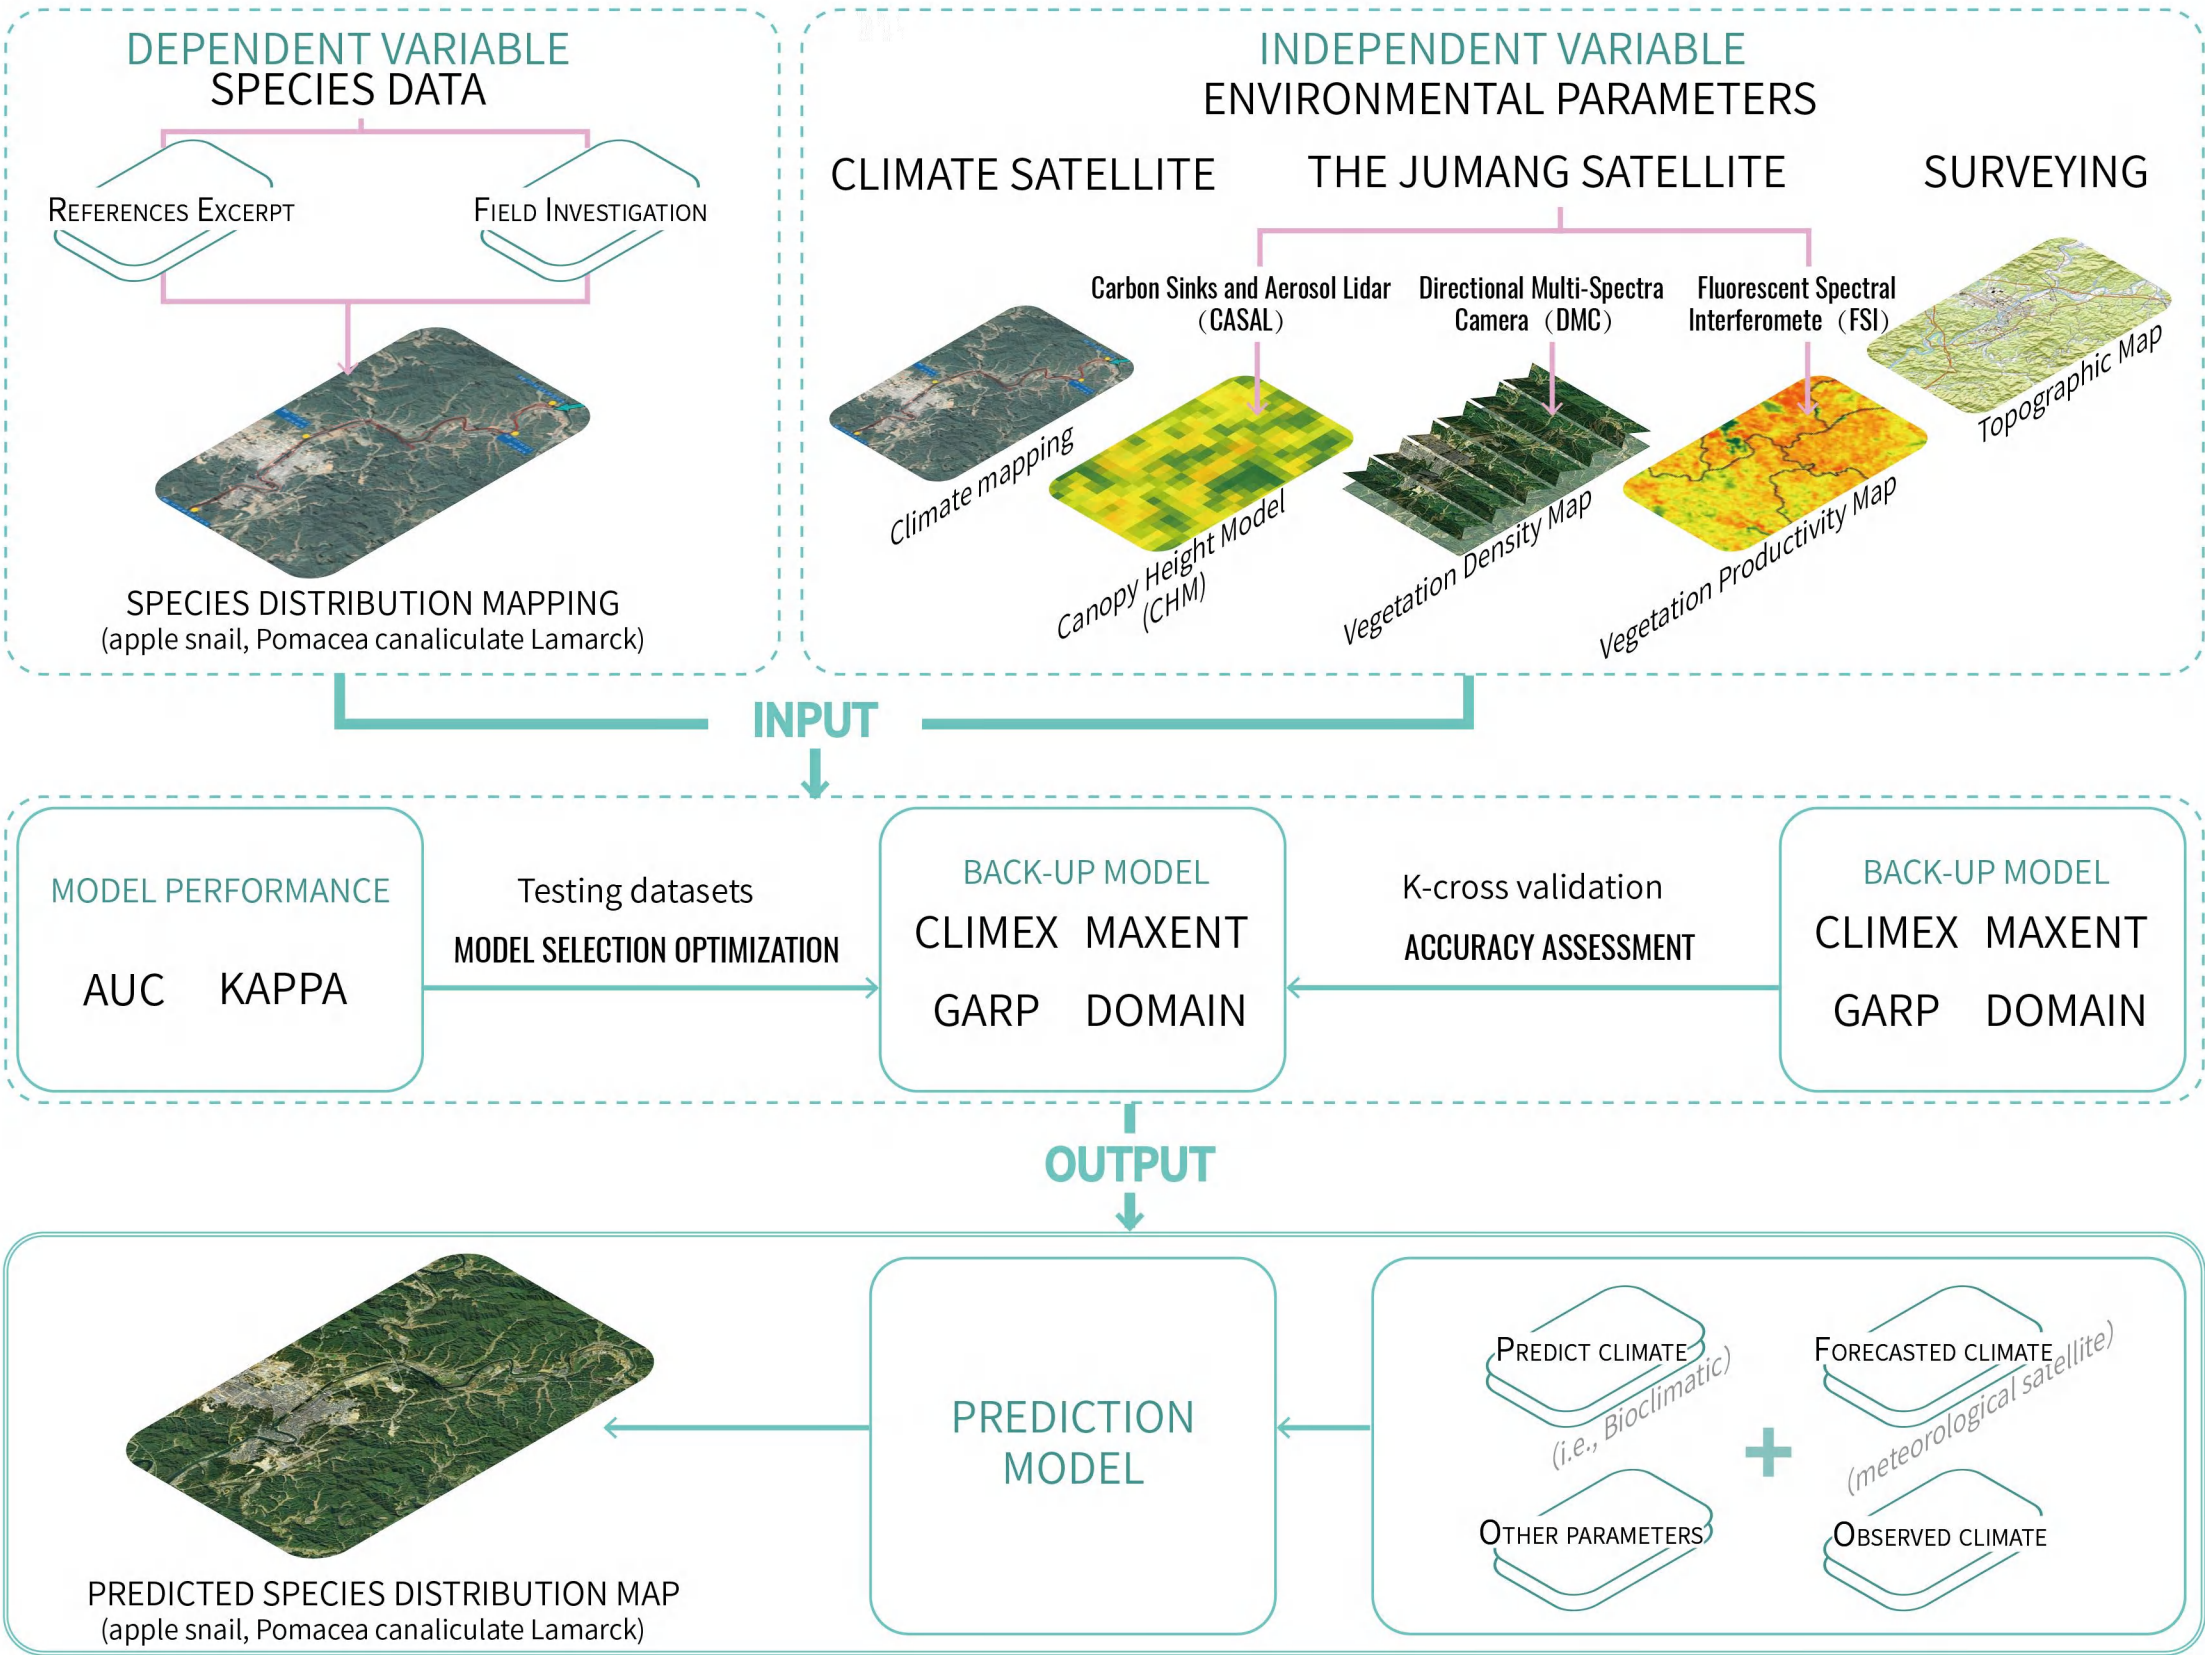 DEPENDENT VARIABLE
SPECIES DATA
REFERENCES EXCERPT
FIELD INVESTIGATION
SPECIES DISTRIBUTION MAPPING
(apple snail, Pomacea canaliculate Lamarck)
INDEPENDENT VARIABLE
ENVIRONMENTAL PARAMETERS
CLIMATE SATELLITE
THE JUMANG SATELLITE
SURVEYING
Carbon Sinks and Aerosol Lidar
(CASAL)
Directional Multi-Spectra
Camera (DMC)
Fluorescent Spectral
Interferomete (FSI)
Climate mapping
Canopy Height Model
(CHM)
Vegetation Density Map
Vegetation Productivity Map
Topographic Map
INPUT
MODEL PERFORMANCE
AUC KAPPA
Testing datasets
MODEL SELECTION OPTIMIZATION
BACK-UP MODEL
CLIMEX MAXENT
GARP DOMAIN
K-cross validation
ACCURACY ASSESSMENT
BACK-UP MODEL
CLIMEX MAXENT
GARP DOMAIN
OUTPUT
PREDICTED SPECIES DISTRIBUTION MAP
(apple snail, Pomacea canaliculate Lamarck)
PREDICTION
MODEL
PREDICT CLIMATE
(i.e., Bioclimatic)
FORECASTED CLIMATE
(meteorological satellite)
+
OTHER PARAMETERS
OBSERVED CLIMATE